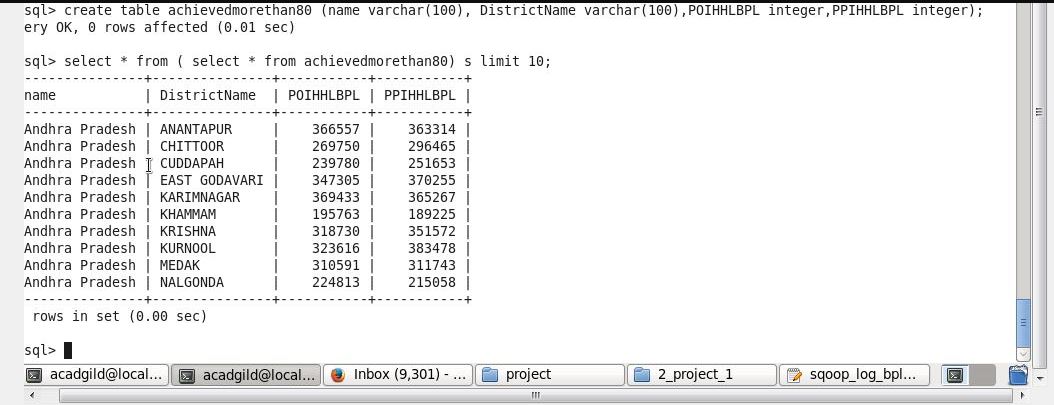 sql> create table achievedmorethan80 (name varchar(100), DistrictName varchar(100),POIHHLBPL integer,PPIHHLBPL integer);
ery OK, 0 rows affected (0.01 sec)
sql> select * from ( select * from achievedmorethan80) s limit 10;
---------------+---------------+-----------+-----------+
name | DistrictName | POIHHLBPL | PPIHHLBPL |
---------------+---------------+-----------+-----------+
Andhra Pradesh | ANANTAPUR | 366557 | 363314 |
Andhra Pradesh | CHITTOOR | 269750 | 296465 |
Andhra Pradesh | CUDDAPAH | 239780 | 251653 |
Andhra Pradesh | EAST GODAVARI | 347305 | 370255 |
Andhra Pradesh | KARIMNAGAR | 369433 | 365267 |
Andhra Pradesh | KHAMMAM | 195763 | 189225 |
Andhra Pradesh | KRISHNA | 318730 | 351572 |
Andhra Pradesh | KURNOOL | 323616 | 383478 |
Andhra Pradesh | MEDAK | 310591 | 311743 |
Andhra Pradesh | NALGONDA | 224813 | 215058 |
---------------+---------------+-----------+-----------+
rows in set (0.00 sec)
sql>
acadgild@local... acadgild@local... Inbox (9,301) - ... project 2_project_1 sqoop_log_bpl...